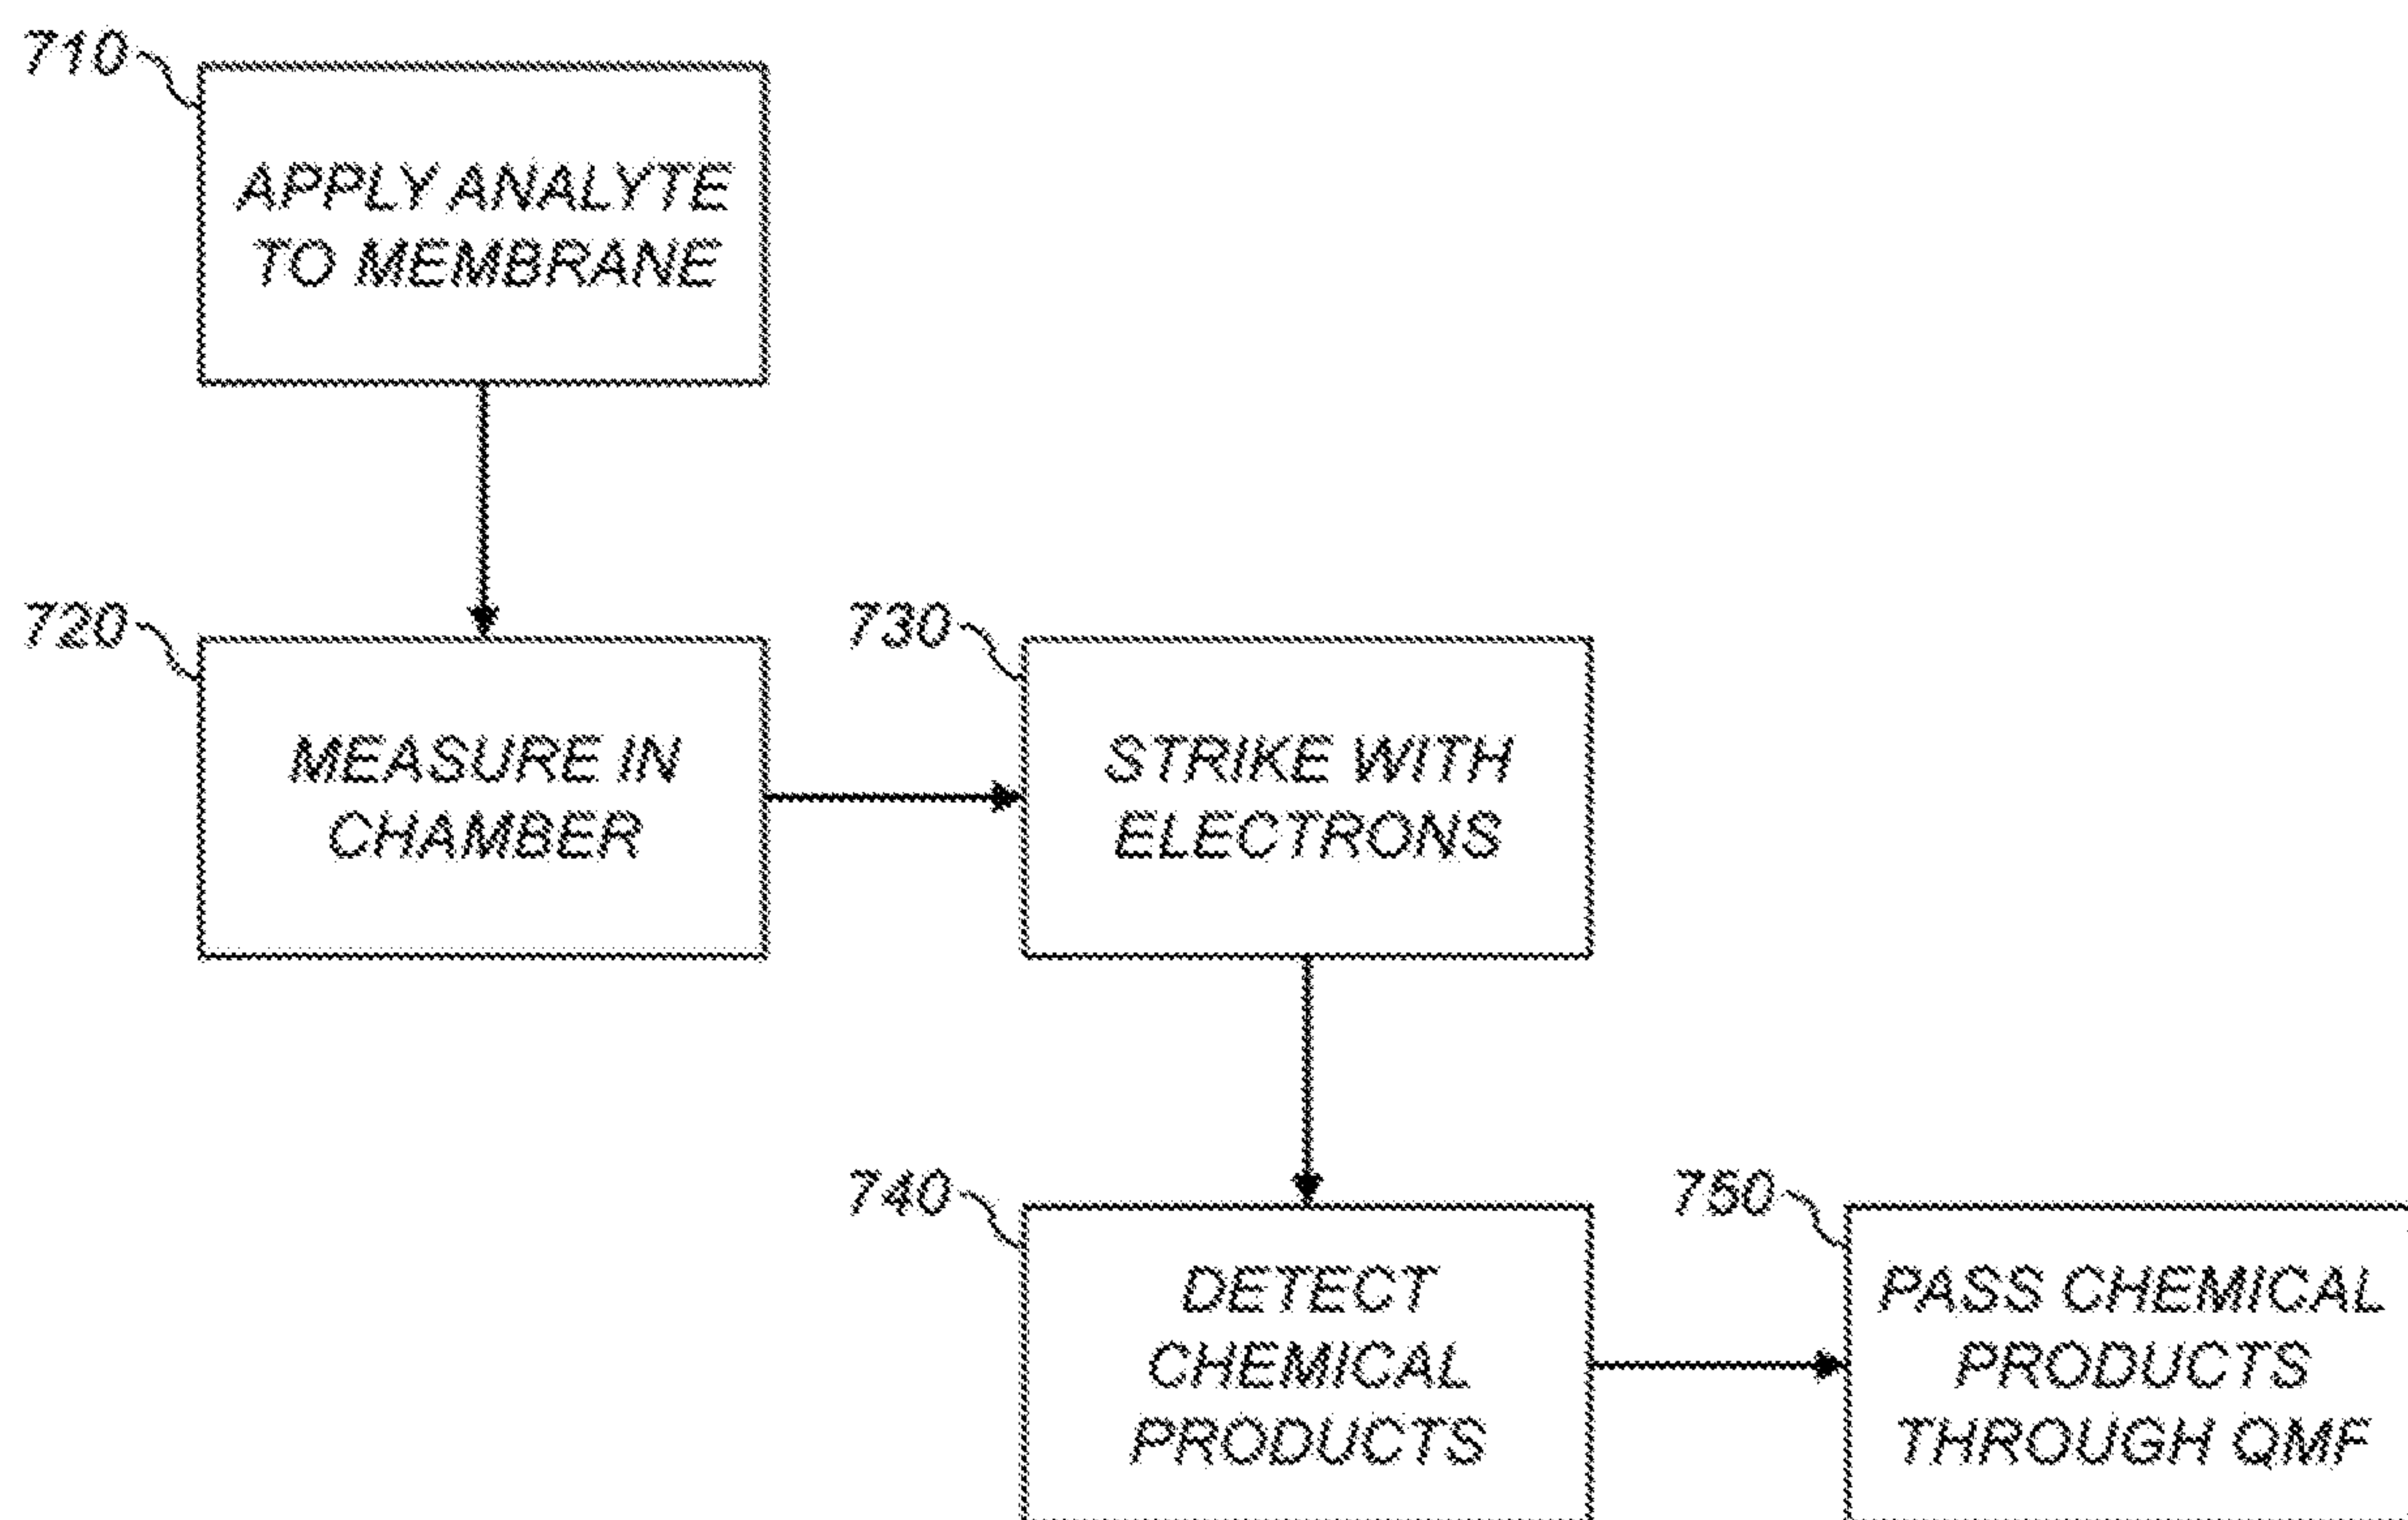 710
APPLY ANALYTE
TO MEMBRANE
720
MEASURE IN
CHAMBER
730
STRIKE WITH
ELECTRONS
740
DETECT
CHEMICAL
PRODUCTS
750
PASS CHEMICAL
PRODUCTS
THROUGH QMF